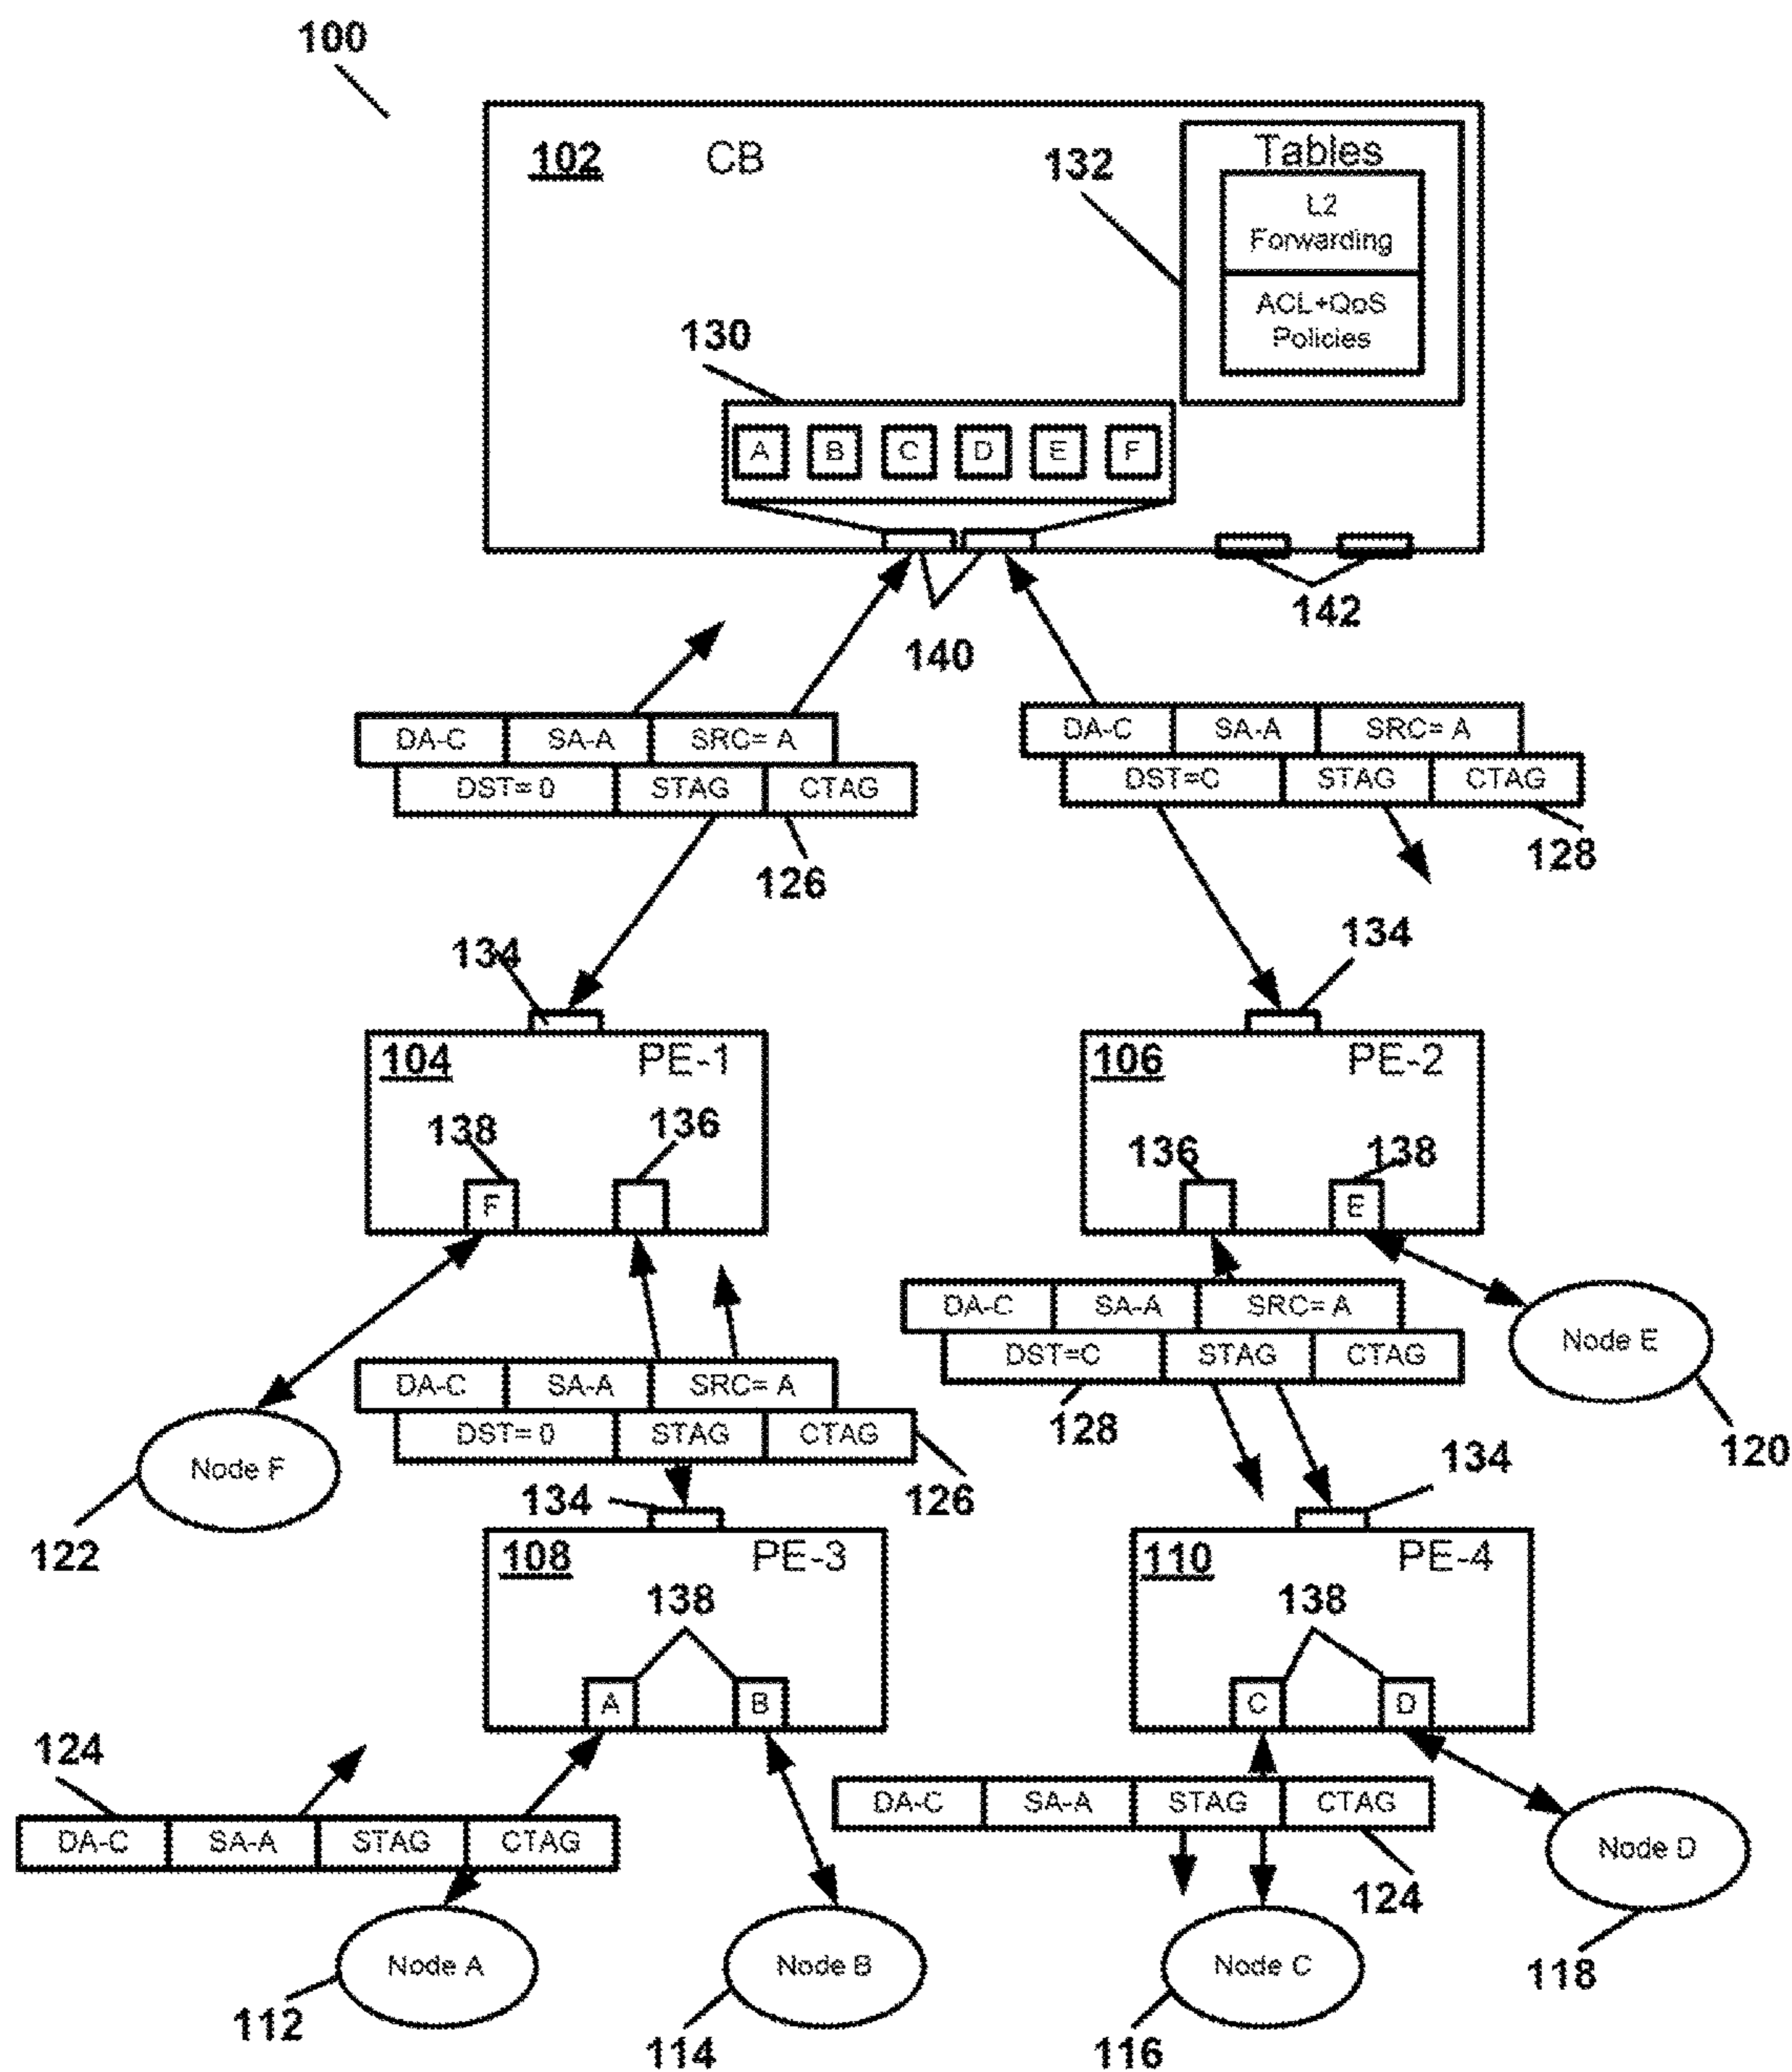 100
102 CB
132
Tables
L2
Forwarding
ACL+QoS
Policies
130
A B C D E F
140
142
DA-C SA-A SRC= A
DST= 0 STAG CTAG
126
DA-C SA-A SRC= A
DST=C STAG CTAG
128
134
134
104 PE-1
138 136
F
106 PE-2
136 138
E
DA-C SA-A SRC= A
DST=C STAG CTAG
128
Node E
120
DA-C SA-A SRC= A
DST= 0 STAG CTAG
126
Node F
122
134
134
108 PE-3
138
A B
110 PE-4
138
C D
124
DA-C SA-A STAG CTAG
DA-C SA-A STAG CTAG
124
Node D
118
Node A
112
Node B
114
Node C
116